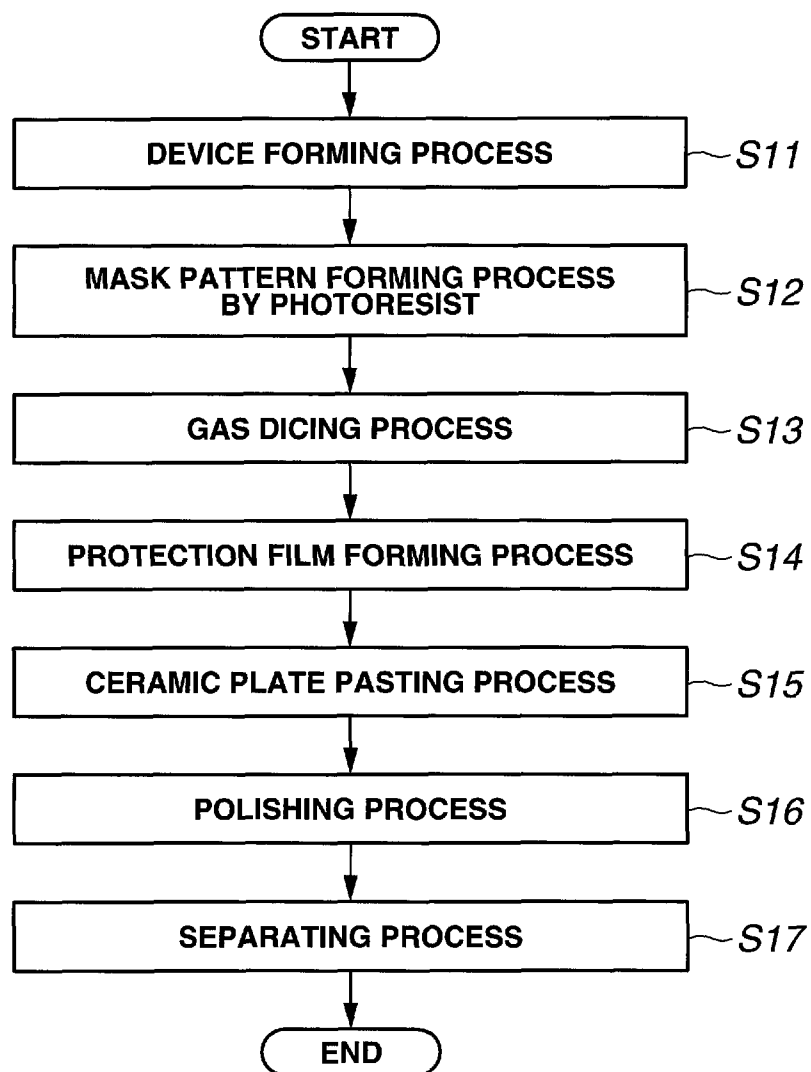 START
DEVICE FORMING PROCESS
S11
MASK PATTERN FORMING PROCESS
BY PHOTORESIST
S12
GAS DICING PROCESS
S13
PROTECTION FILM FORMING PROCESS
S14
CERAMIC PLATE PASTING PROCESS
S15
POLISHING PROCESS
S16
SEPARATING PROCESS
S17
END